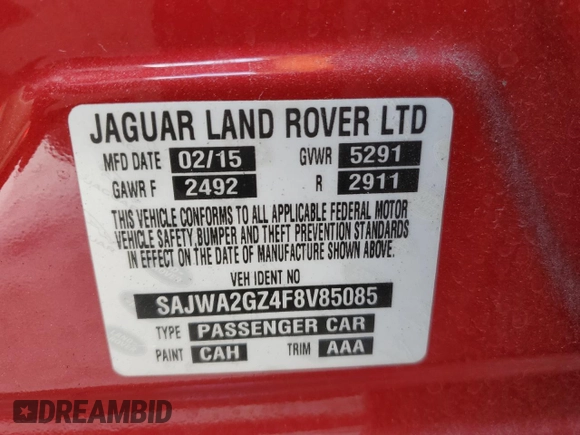 JAGUAR LAND ROVER LTD
MFD DATE 02/15 GVWR 5291
GAWR F 2492 R 2911
THIS VEHICLE CONFORMS TO ALL APPLICABLE FEDERAL MOTOR
VEHICLE SAFETY, BUMPER AND THEFT PREVENTION STANDARDS
IN EFFECT ON THE DATE OF MANUFACTURE SHOWN ABOVE.
VEH IDENT NO
SAJWA2GZ4F8V85085
TYPE PASSENGER CAR
PAINT CAH TRIM AAA
DREAMBID